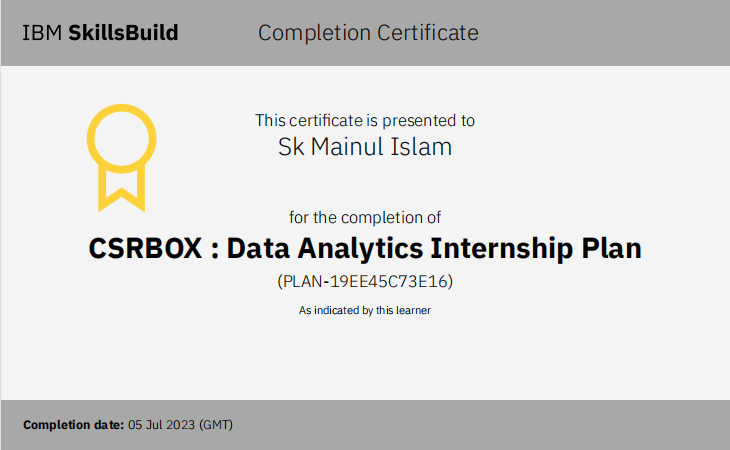 IBM SkillsBuild
Completion Certificate
This certificate is presented to
Sk Mainul Islam
for the completion of
CSRBOX : Data Analytics Internship Plan
(PLAN-19EE45C73E16)
As indicated by this learner
Completion date: 05 Jul 2023 (GMT)